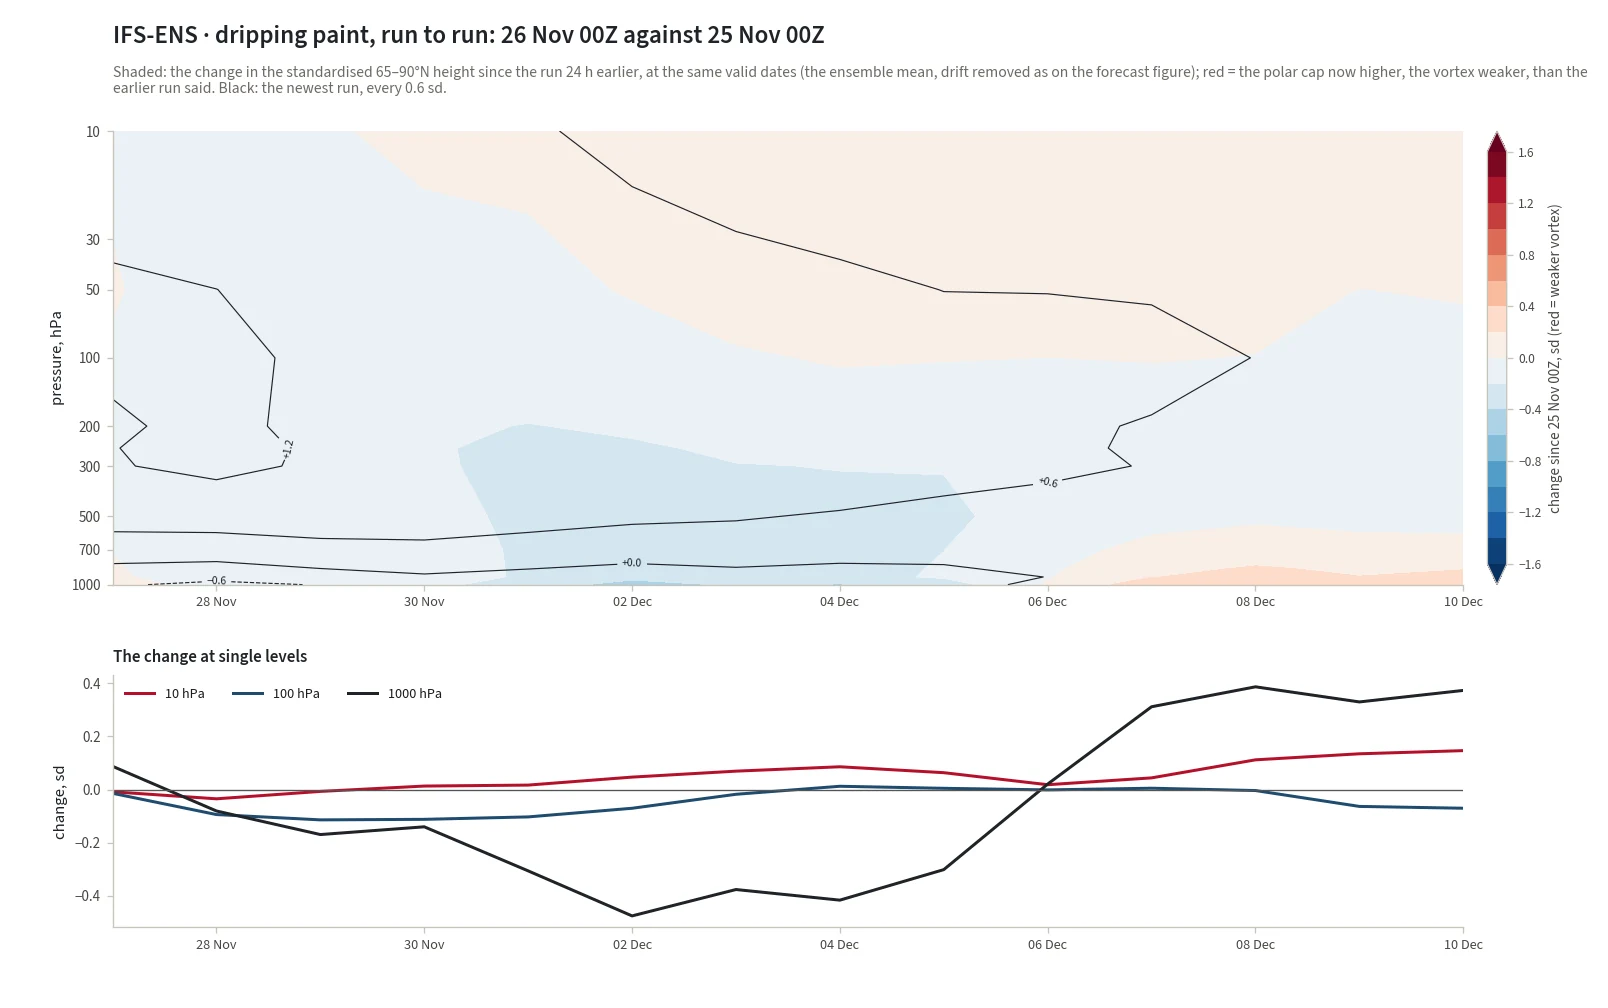 IFS-ENS · dripping paint, run to run: 26 Nov 00Z against 25 Nov 00Z
Shaded: the change in the standardised 65–90°N height since the run 24 h earlier, at the same valid dates (the ensemble mean, drift removed as on the forecast figure); red = the polar cap now higher, the vortex weaker, than the
earlier run said. Black: the newest run, every 0.6 sd.
pressure, hPa
10
30
50
100
200
300
500
700
1000
+1.2
+0.6
+0.0
−0.6
28 Nov
30 Nov
02 Dec
04 Dec
06 Dec
08 Dec
10 Dec
1.6
1.2
0.8
0.4
0.0
−0.4
−0.8
−1.2
−1.6
change since 25 Nov 00Z, sd (red = weaker vortex)
The change at single levels
10 hPa
100 hPa
1000 hPa
change, sd
0.4
0.2
0.0
−0.2
−0.4
28 Nov
30 Nov
02 Dec
04 Dec
06 Dec
08 Dec
10 Dec